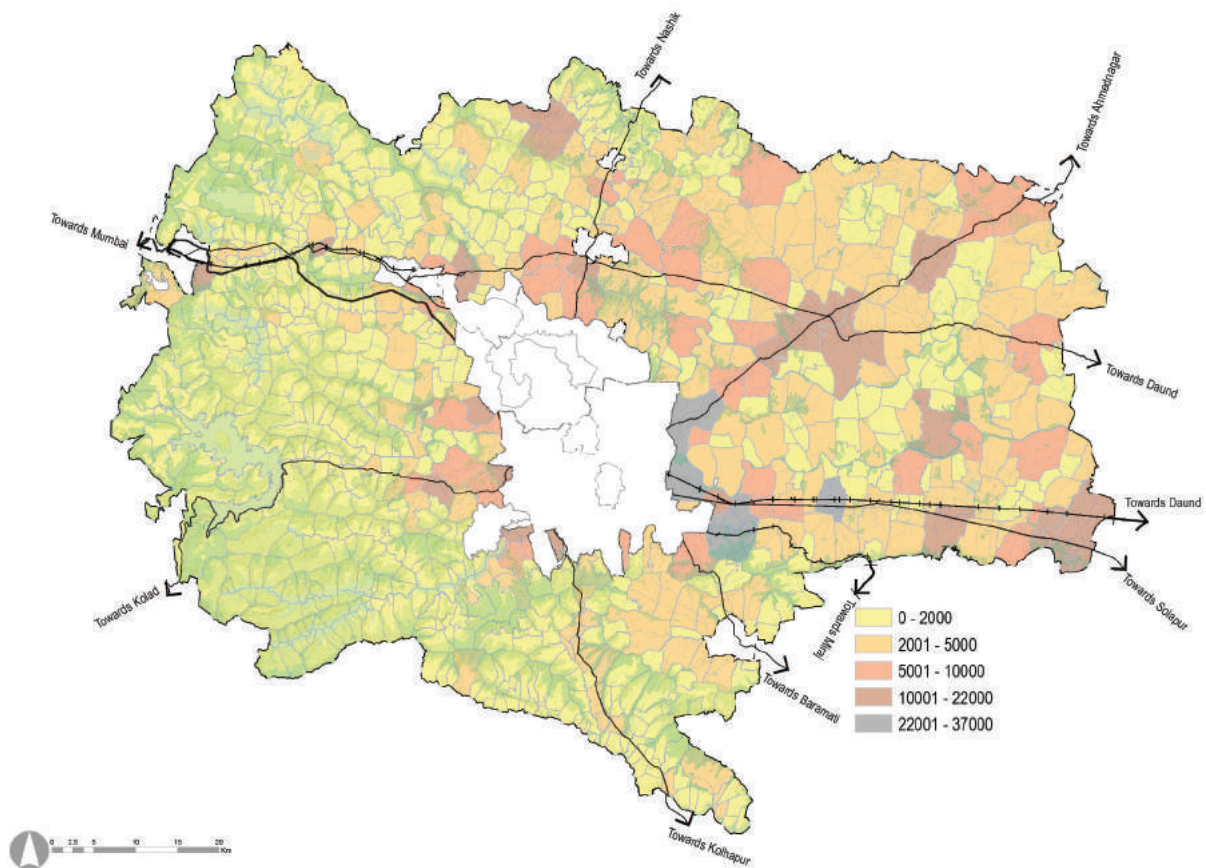 Towards Nashik
Towards Ahmednagar
Towards Mumbai
Towards Daund
Towards Daund
Towards Solapur
Towards Miraj
Towards Kolad
Towards Baramati
Towards Kolhapur
0 - 2000
2001 - 5000
5001 - 10000
10001 - 22000
22001 - 37000
0 2.5 5 10 15 20
Km